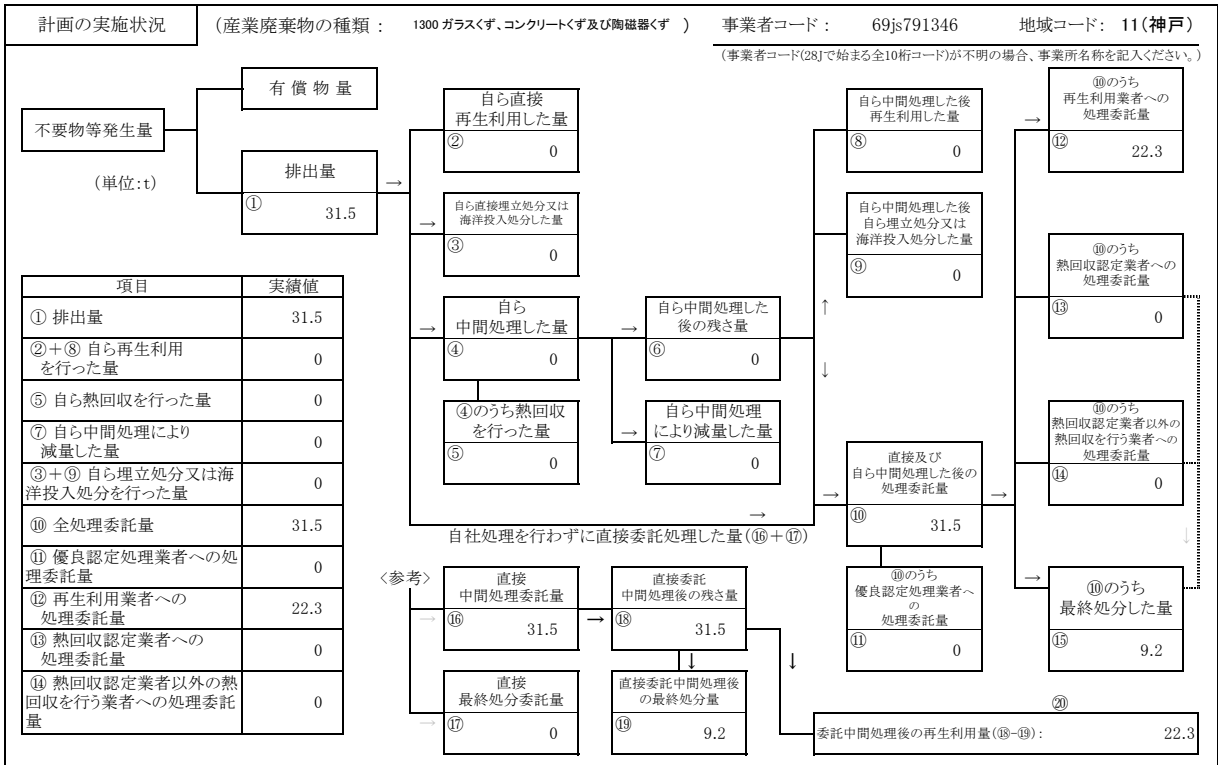 計画の実施状況
(産業廃棄物の種類： 1300 ガラスくず、コンクリートくず及び陶磁器くず )
事業者コード： 69js791346
地域コード： 11(神戸)
(事業者コード(28Jで始まる全10桁コード)が不明の場合、事業所名称を記入ください。)
不要物等発生量
(単位:t)
有償物量
排出量
① 31.5
→
自ら直接
再生利用した量
② 0
→
自ら直接埋立処分又は
海洋投入処分した量
③ 0
→
自ら
中間処理した量
④ 0
④のうち熱回収
を行った量
⑤ 0
→
自ら中間処理した
後の残さ量
⑥ 0
→
自ら中間処理
により減量した量
⑦ 0
自ら中間処理した後
再生利用した量
⑧ 0
自ら中間処理した後
自ら埋立処分又は
海洋投入処分した量
⑨ 0
↑
↓
→
直接及び
自ら中間処理した後の
処理委託量
⑩ 31.5
→
⑩のうち
優良認定処理業者へ
の
処理委託量
⑪ 0
→
⑩のうち
再生利用業者への
処理委託量
⑫ 22.3
⑩のうち
熱回収認定業者への
処理委託量
⑬ 0
⑩のうち
熱回収認定業者以外の
熱回収を行う業者への
処理委託量
⑭ 0
↓
→
⑩のうち
最終処分した量
⑮ 9.2
→
自社処理を行わずに直接委託処理した量(⑯+⑰)
項目 実績値
① 排出量 31.5
②+⑧ 自ら再生利用
を行った量 0
⑤ 自ら熱回収を行った量 0
⑦ 自ら中間処理により
減量した量 0
③+⑨ 自ら埋立処分又は海
洋投入処分を行った量 0
⑩ 全処理委託量 31.5
⑪ 優良認定処理業者への処
理委託量 0
⑫ 再生利用業者への
処理委託量 22.3
⑬ 熱回収認定業者への
処理委託量 0
⑭ 熱回収認定業者以外の熱
回収を行う業者への処理委託
量 0
〈参考〉
→
直接
中間処理委託量
⑯ 31.5
→
直接委託
中間処理後の残さ量
⑱ 31.5
→
直接
最終処分委託量
⑰ 0
↓
直接委託中間処理後
の最終処分量
⑲ 9.2
↓
⑳
委託中間処理後の再生利用量(⑱-⑲)： 22.3